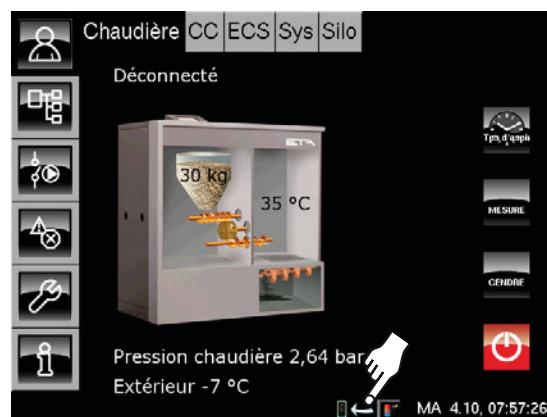 Chaudière CC ECS Sys Silo
Déconnecté
ETA
30 kg
35 °C
MESURE
CENDRE
Pression chaudière 2,64 bar
Extérieur -7 °C
MA 4.10, 07:57:26